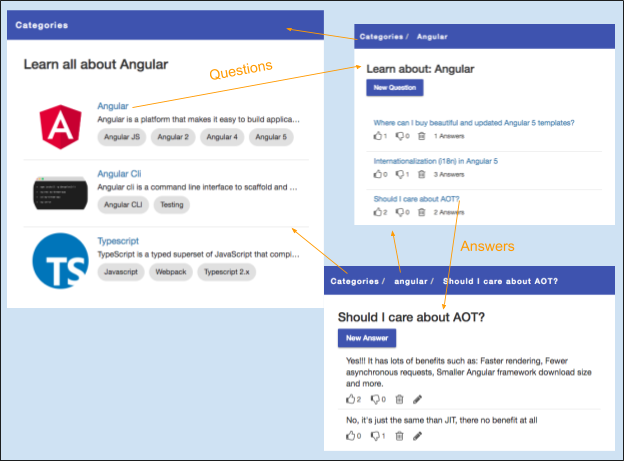 Categories
Learn all about Angular
Angular
Angular is a platform that makes it easy to build applica...
Angular JS Angular 2 Angular 4 Angular 5
Angular Cli
Angular cli is a command line interface to scaffold and ...
Angular CLI Testing
TS
Typescript
TypeScript is a typed superset of JavaScript that compi...
Javascript Webpack Typescript 2.x
Questions
Categories / Angular
Learn about: Angular
New Question
Where can I buy beautiful and updated Angular 5 templates?
1 0 1 Answers
Internationalization (i18n) in Angular 5
0 1 3 Answers
Should I care about AOT?
2 0 2 Answers
Answers
Categories / angular / Should I care about AOT?
Should I care about AOT?
New Answer
Yes!!! It has lots of benefits such as: Faster rendering, Fewer
asynchronous requests, Smaller Angular framework download size
and more.
2 0
No, it's just the same than JIT, there no benefit at all
0 1